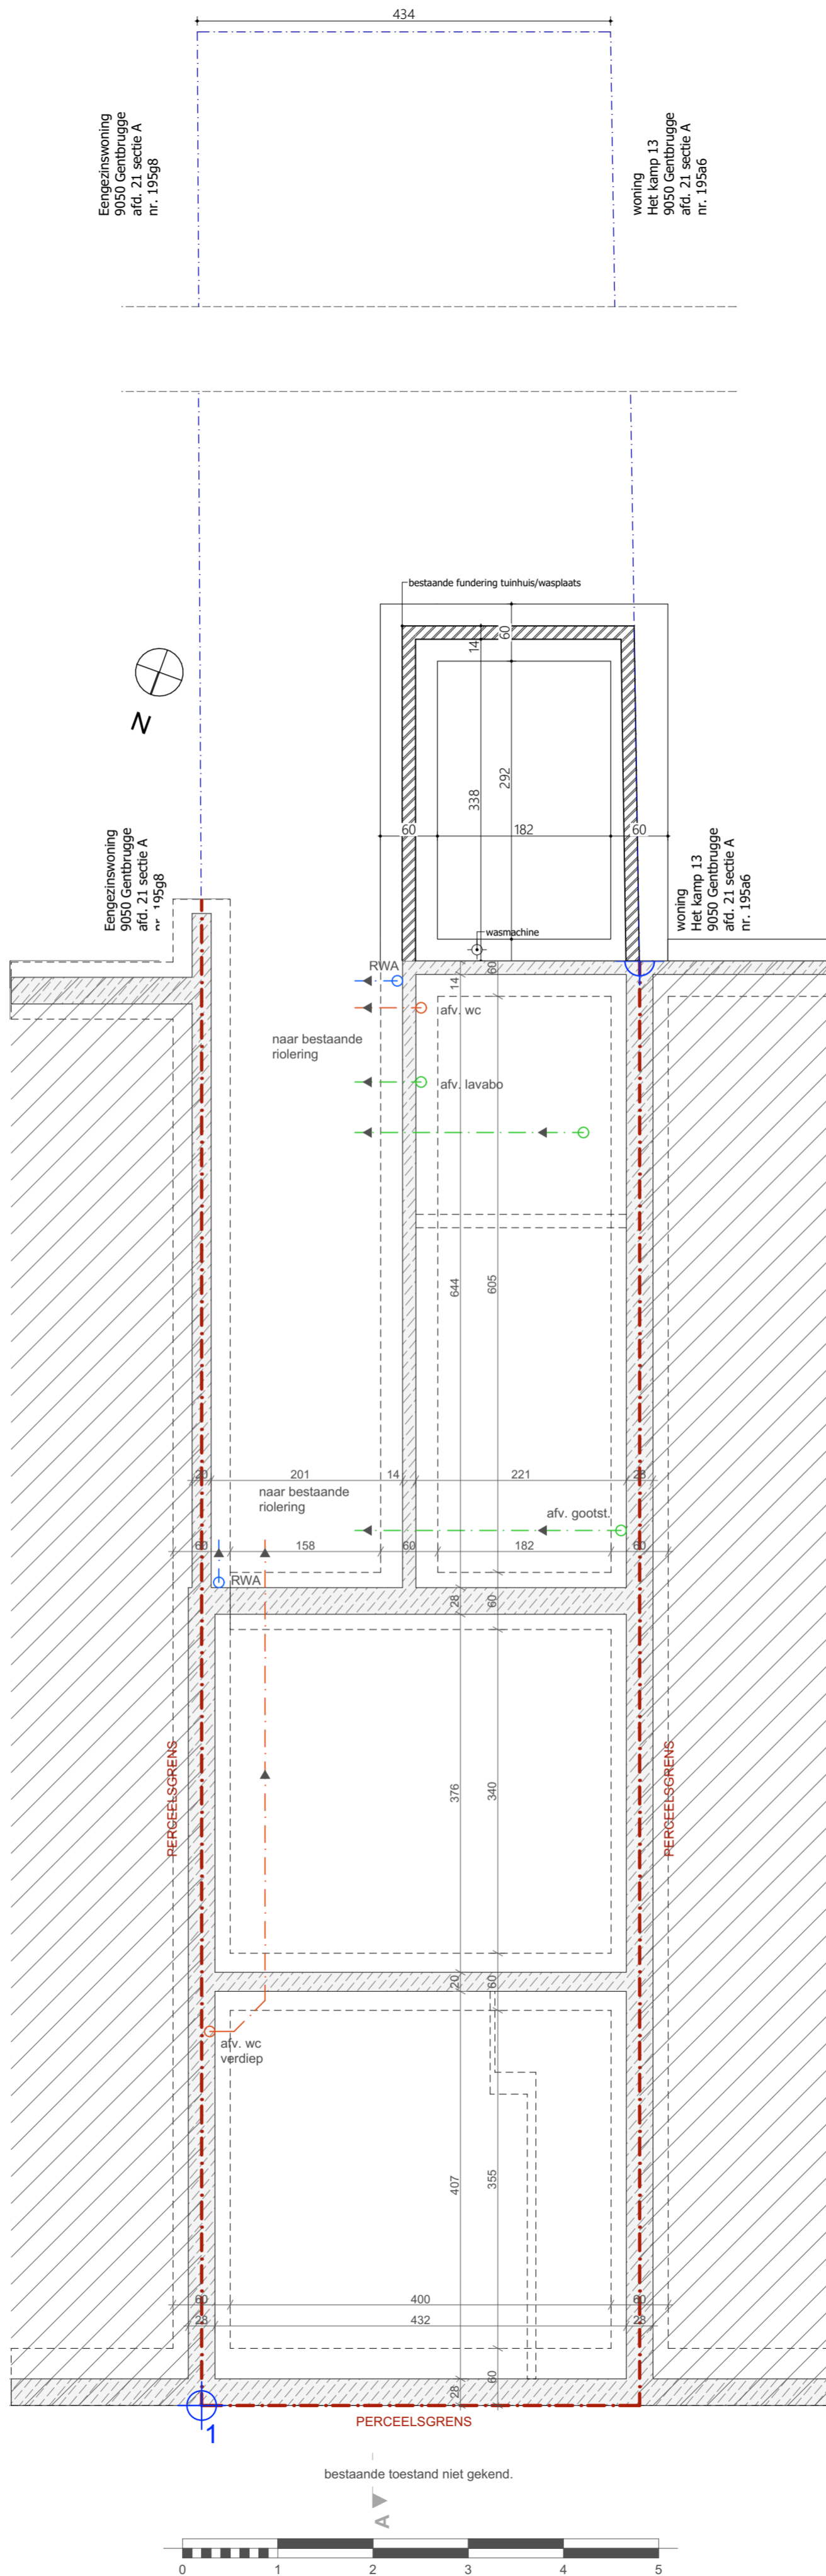 434
Eengezinswoning
9050 Gentbrugge
afd. 21 sectie A
nr. 195g8
woning
Het kamp 13
9050 Gentbrugge
afd. 21 sectie A
nr. 195a6
bestaande fundering tuinhuis/wasplaats
60
14
N
292
338
60
182
60
Eengezinswoning
9050 Gentbrugge
afd. 21 sectie A
nr. 195g8
woning
Het kamp 13
9050 Gentbrugge
afd. 21 sectie A
nr. 195a6
wasmachine
RWA
60
14
afv. wc
naar bestaande
riolering
afv. lavabo
644
605
20
201
14
221
28
naar bestaande
riolering
afv. gootst.
60
158
60
182
60
RWA
28
60
PERCEELSGRENS
376
340
PERCEELSGRENS
20
60
afv. wc
verdiep
407
355
60
400
60
28
432
28
60
28
1
PERCEELSGRENS
bestaande toestand niet gekend.
A
0
1
2
3
4
5